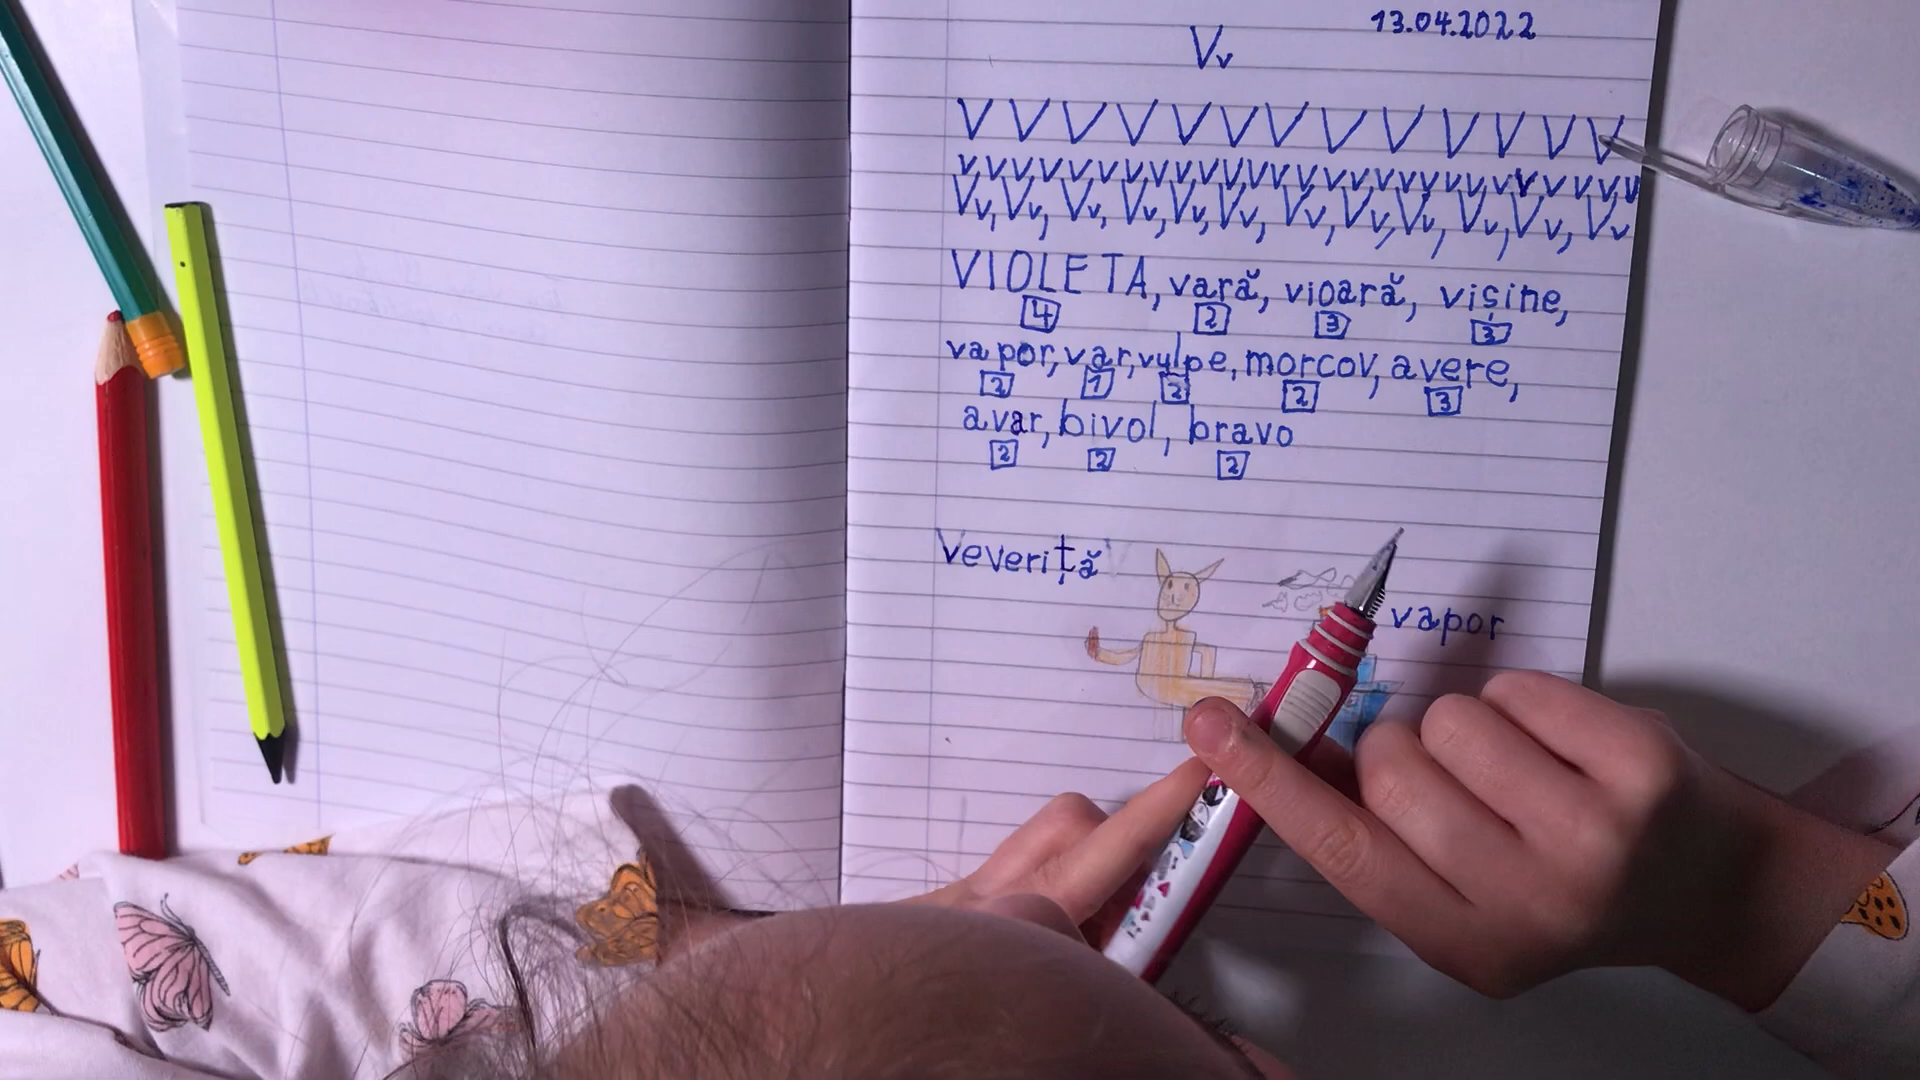 13.04.2022
Vv
V V V V V V V V V V V V V
v v v v v v v v v v v v v v v v v v v v v v v v v v
Vv, Vv, Vv, Vv, Vv, Vv, Vv, Vv, Vv, Vv, Vv, Vv
VIOLETA, vară, vioară, vișine,
4 2 3 3
vapor, var, vulpe, morcov, avere,
2 1 2 2 3
avar, bivol, bravo
2 2 2
Veveriță
vapor